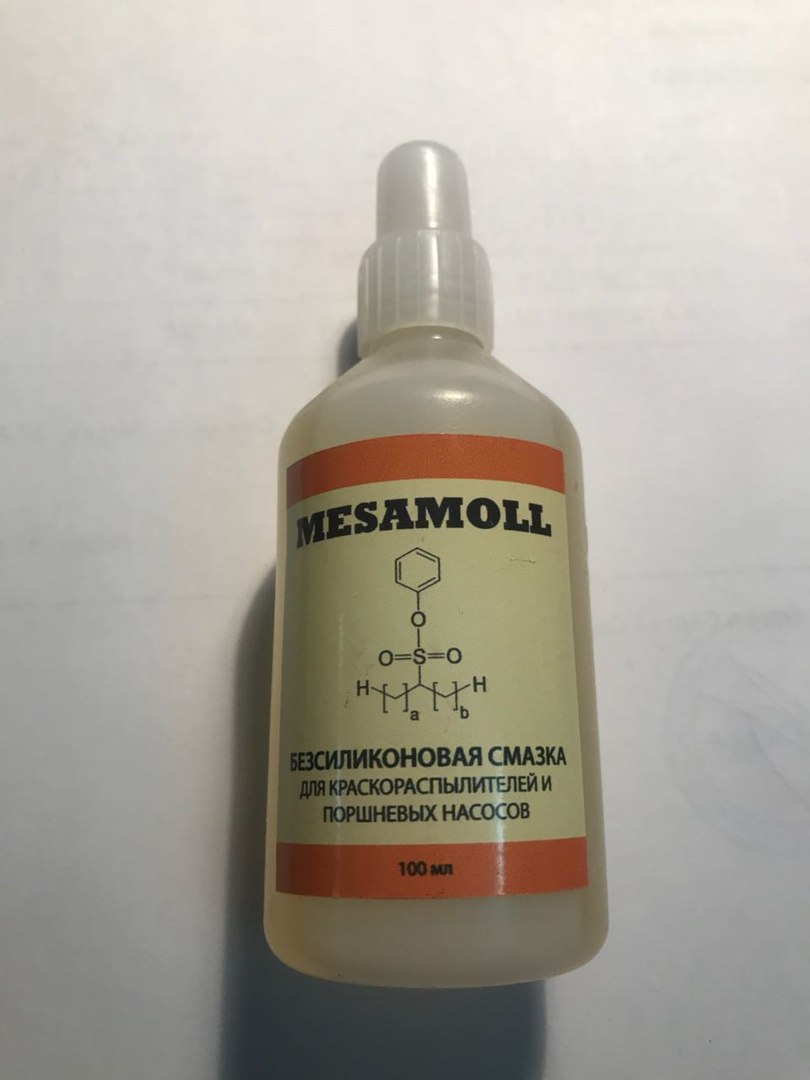 MESAMOLL
O
O=S=O
H [ ]a [ ]b H
БЕЗСИЛИКОНОВАЯ СМАЗКА
ДЛЯ КРАСКОРАСПЫЛИТЕЛЕЙ И
ПОРШНЕВЫХ НАСОСОВ
100 мл